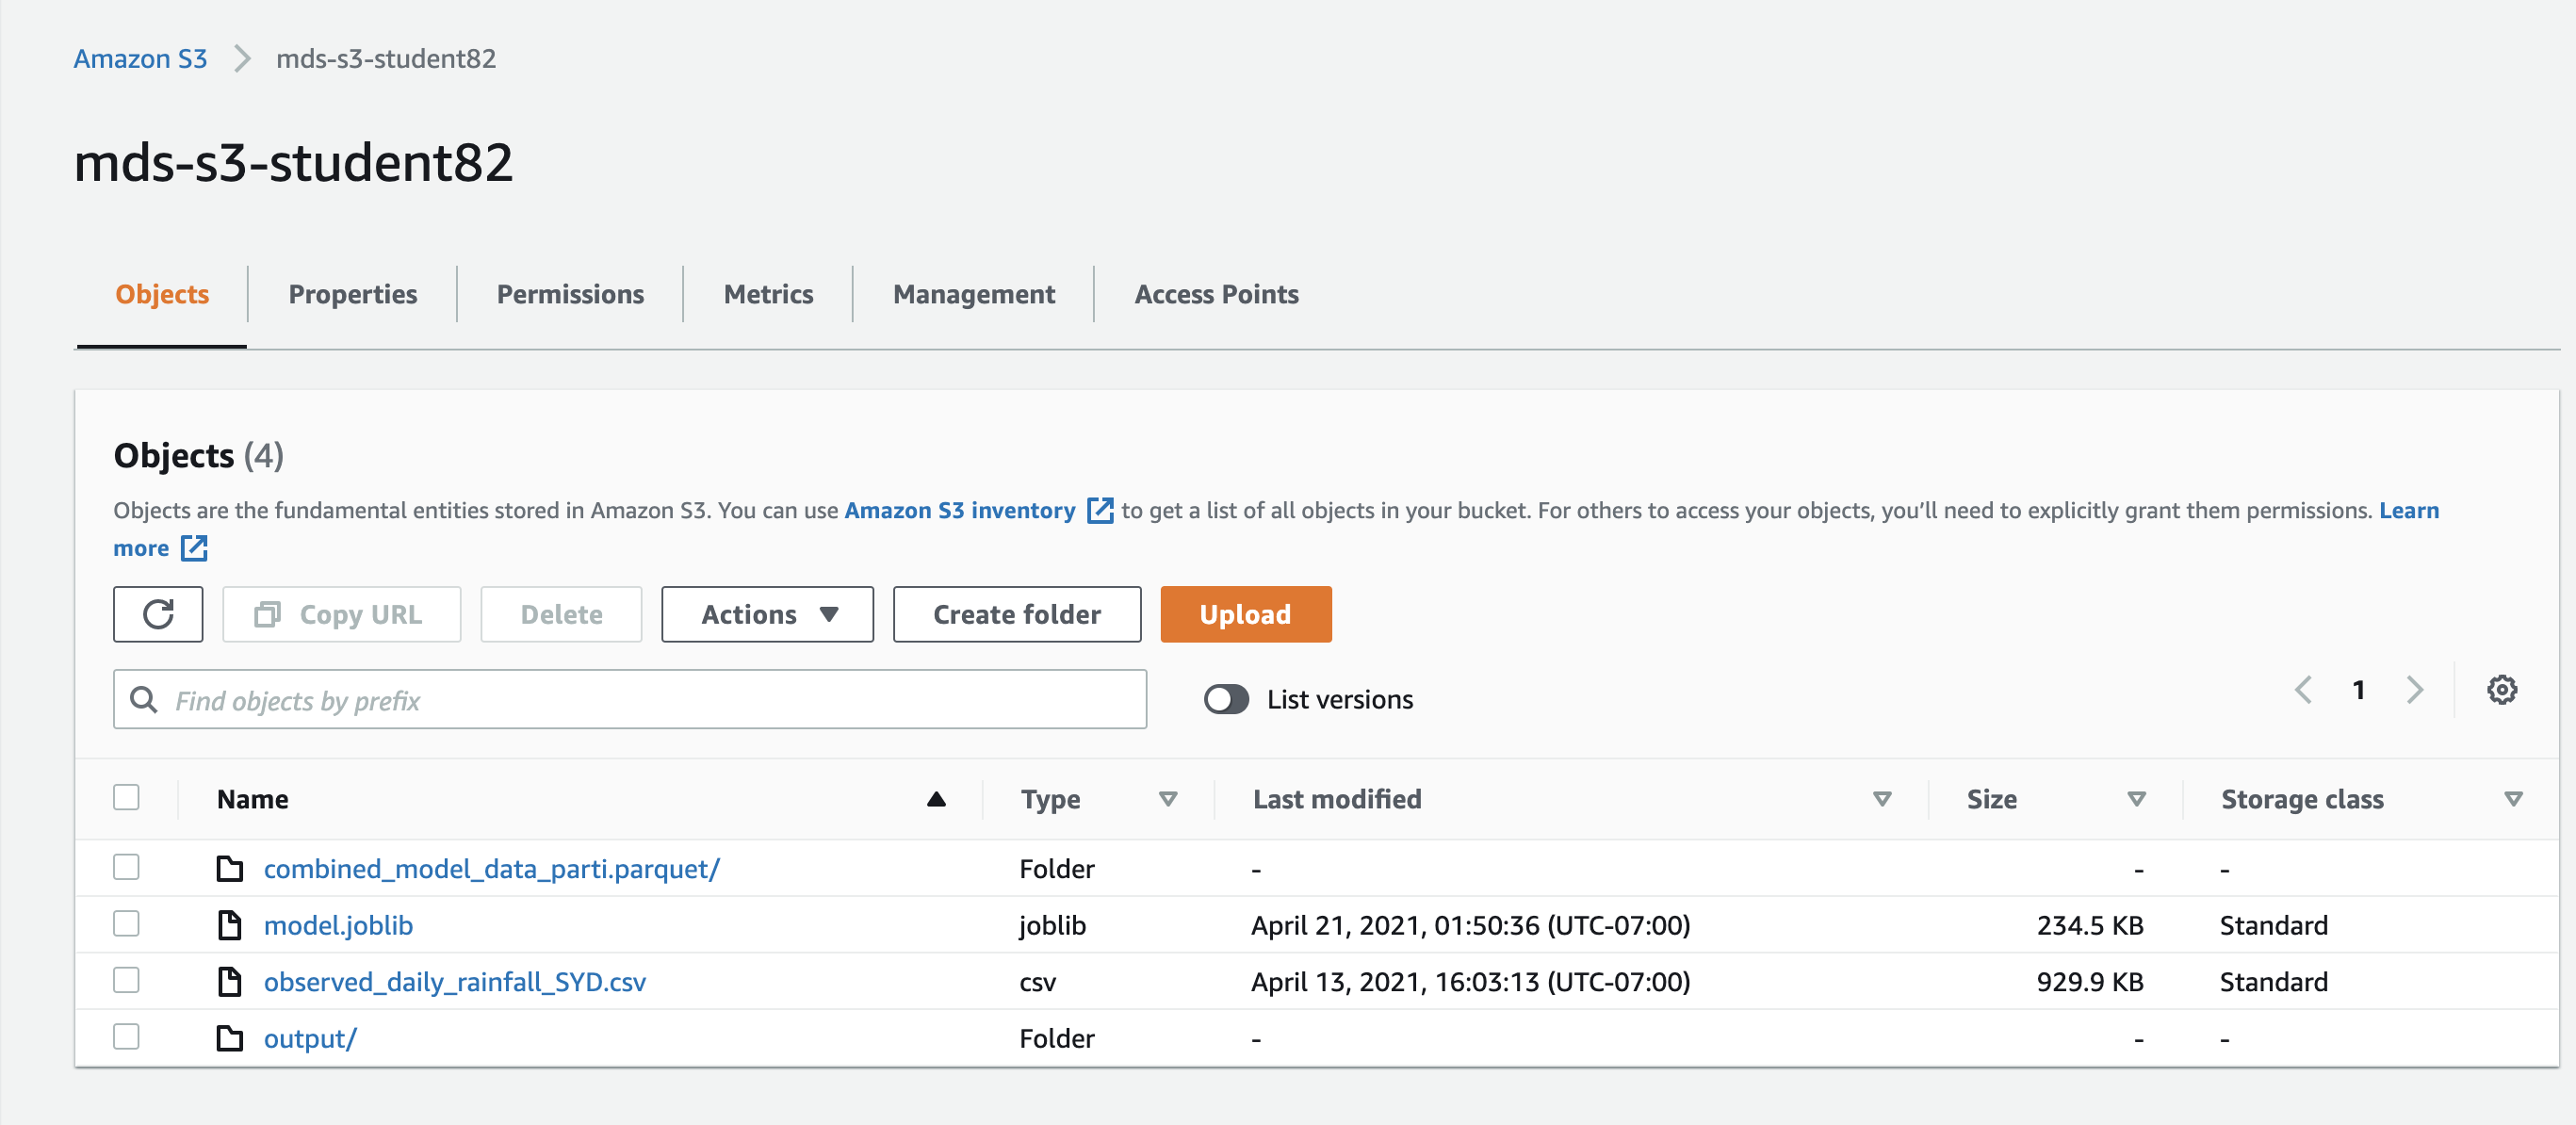 Amazon S3 > mds-s3-student82
mds-s3-student82
Objects Properties Permissions Metrics Management Access Points
Objects (4)
Objects are the fundamental entities stored in Amazon S3. You can use Amazon S3 inventory to get a list of all objects in your bucket. For others to access your objects, you’ll need to explicitly grant them permissions. Learn
more
Copy URL Delete Actions Create folder Upload
Find objects by prefix List versions 1
Name Type Last modified Size Storage class
combined_model_data_parti.parquet/ Folder - - -
model.joblib joblib April 21, 2021, 01:50:36 (UTC-07:00) 234.5 KB Standard
observed_daily_rainfall_SYD.csv csv April 13, 2021, 16:03:13 (UTC-07:00) 929.9 KB Standard
output/ Folder - - -